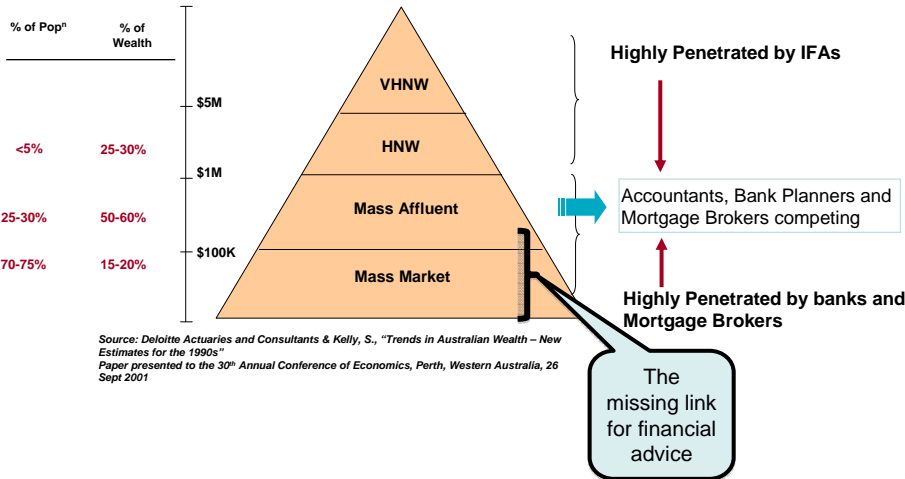 % of Popⁿ
% of
Wealth
<5%
25-30%
25-30%
50-60%
70-75%
15-20%
$5M
$1M
$100K
VHNW
HNW
Mass Affluent
Mass Market
Highly Penetrated by IFAs
Accountants, Bank Planners and
Mortgage Brokers competing
Highly Penetrated by banks and
Mortgage Brokers
The
missing link
for financial
advice
Source: Deloitte Actuaries and Consultants & Kelly, S., "Trends in Australian Wealth – New
Estimates for the 1990s"
Paper presented to the 30th Annual Conference of Economics, Perth, Western Australia, 26
Sept 2001